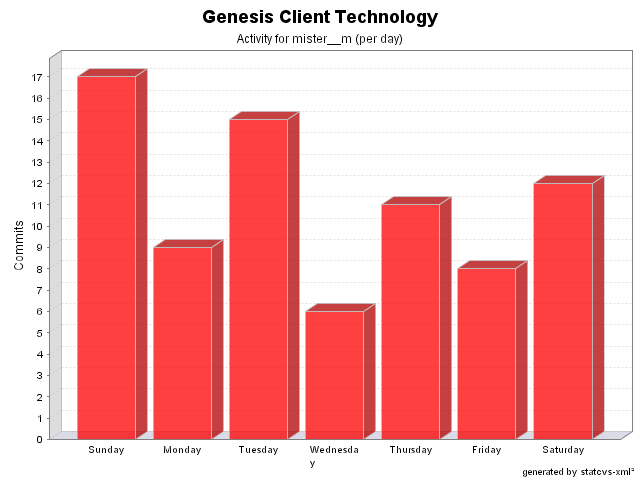 Genesis Client Technology
Activity for mister__m (per day)
Commits
17
16
15
14
13
12
11
10
9
8
7
6
5
4
3
2
1
0
Sunday
Monday
Tuesday
Wednesda
y
Thursday
Friday
Saturday
generated by statcvs-xml²